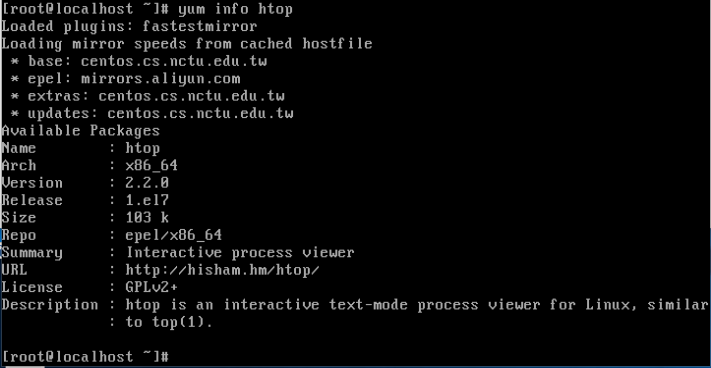 [root@localhost ~]# yum info htop
Loaded plugins: fastestmirror
Loading mirror speeds from cached hostfile
 * base: centos.cs.nctu.edu.tw
 * epel: mirrors.aliyun.com
 * extras: centos.cs.nctu.edu.tw
 * updates: centos.cs.nctu.edu.tw
Available Packages
Name        : htop
Arch        : x86_64
Version     : 2.2.0
Release     : 1.el7
Size        : 103 k
Repo        : epel/x86_64
Summary     : Interactive process viewer
URL         : http://hisham.hm/htop/
License     : GPLv2+
Description : htop is an interactive text-mode process viewer for Linux, similar
            : to top(1).
[root@localhost ~]#